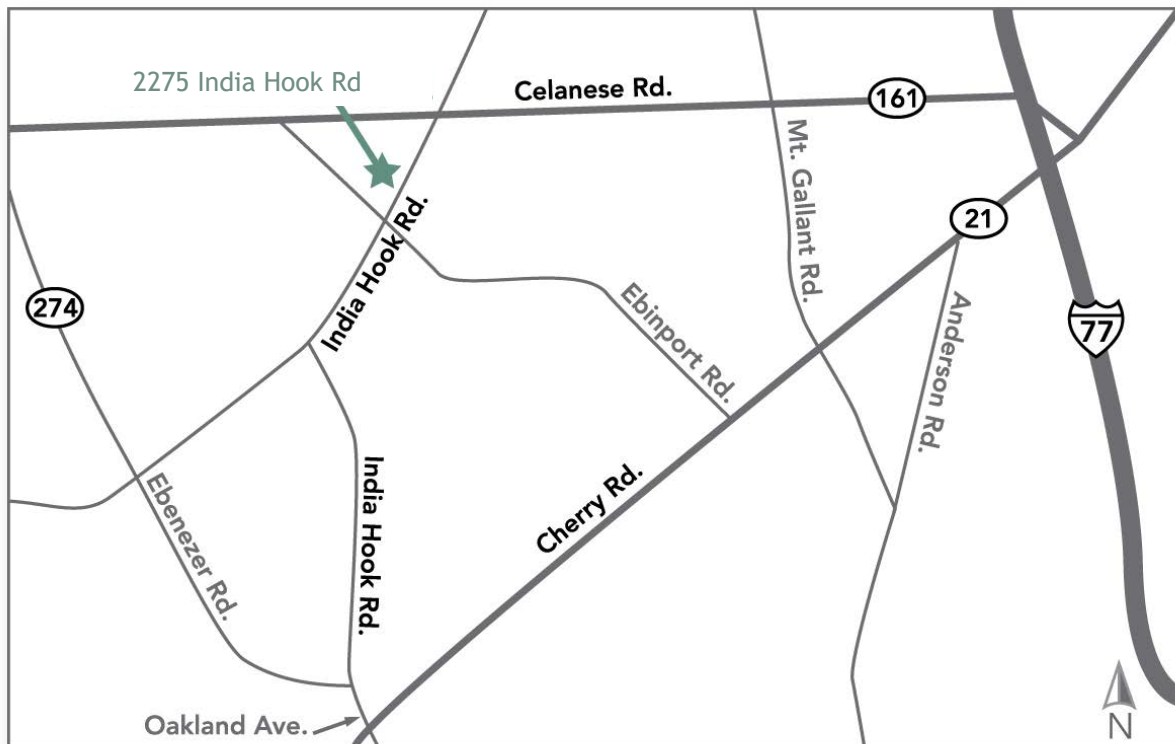 2275 India Hook Rd
Celanese Rd.
161
Mt. Gallant Rd.
21
India Hook Rd.
274
Ebinport Rd.
Anderson Rd.
77
Ebenezer Rd.
India Hook Rd.
Cherry Rd.
Oakland Ave.
N